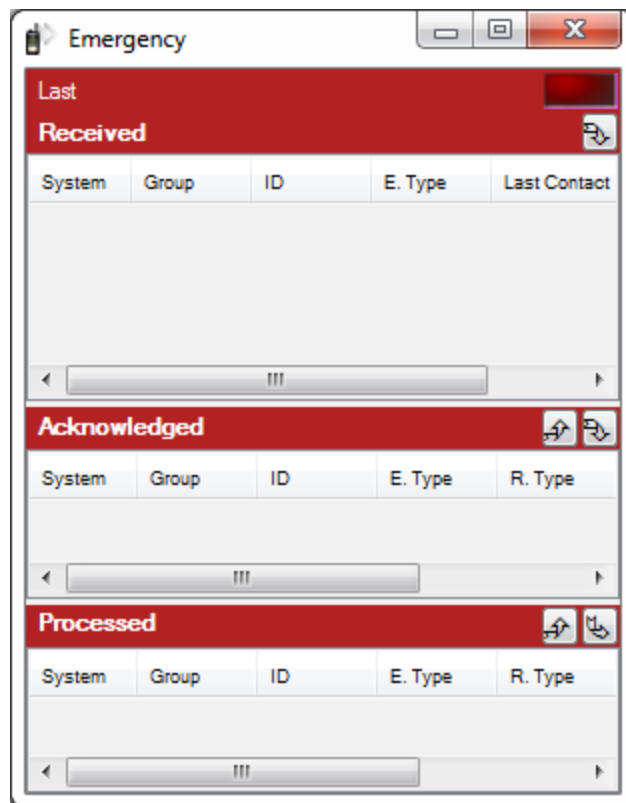 Emergency
Last
Received
System Group ID E. Type Last Contact
Acknowledged
System Group ID E. Type R. Type
Processed
System Group ID E. Type R. Type